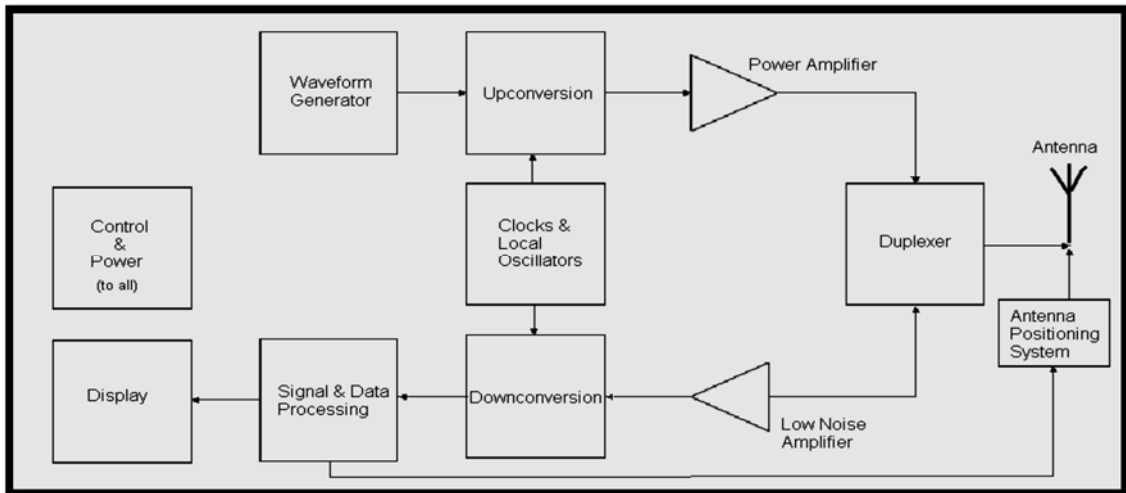 Waveform
Generator
Upconversion
Power Amplifier
Antenna
Control
&
Power
(to all)
Clocks &
Local
Oscillators
Duplexer
Antenna
Positioning
System
Display
Signal & Data
Processing
Downconversion
Low Noise
Amplifier